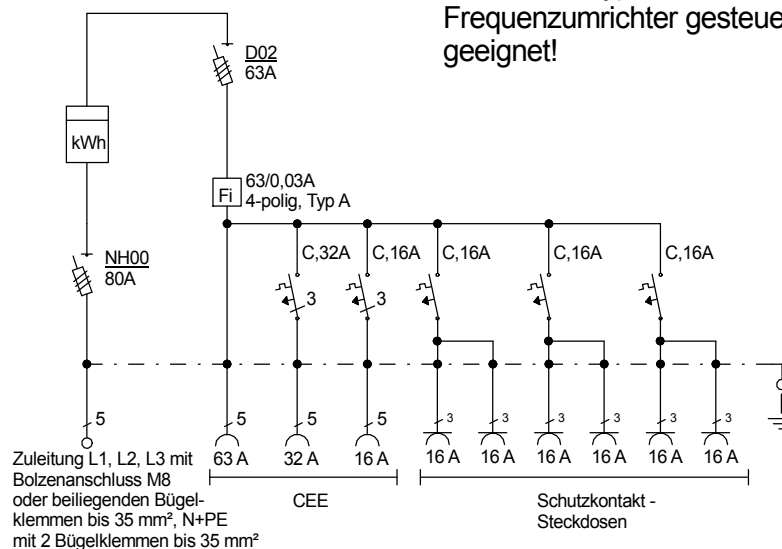 Frequenzumrichter gesteue
geeignet!
D02
63A
kWh
Fi
63/0,03A
4-polig, Typ A
NH00
80A
C,32A
C,16A
C,16A
C,16A
C,16A
3
3
5
5
5
5
3
3
3
3
3
3
63 A
32 A
16 A
16 A
16 A
16 A
16 A
16 A
16 A
Zuleitung L1, L2, L3 mit
Bolzenanschluss M8
oder beiliegenden Bügel-
klemmen bis 35 mm², N+PE
mit 2 Bügelklemmen bis 35 mm²
CEE
Schutzkontakt -
Steckdosen